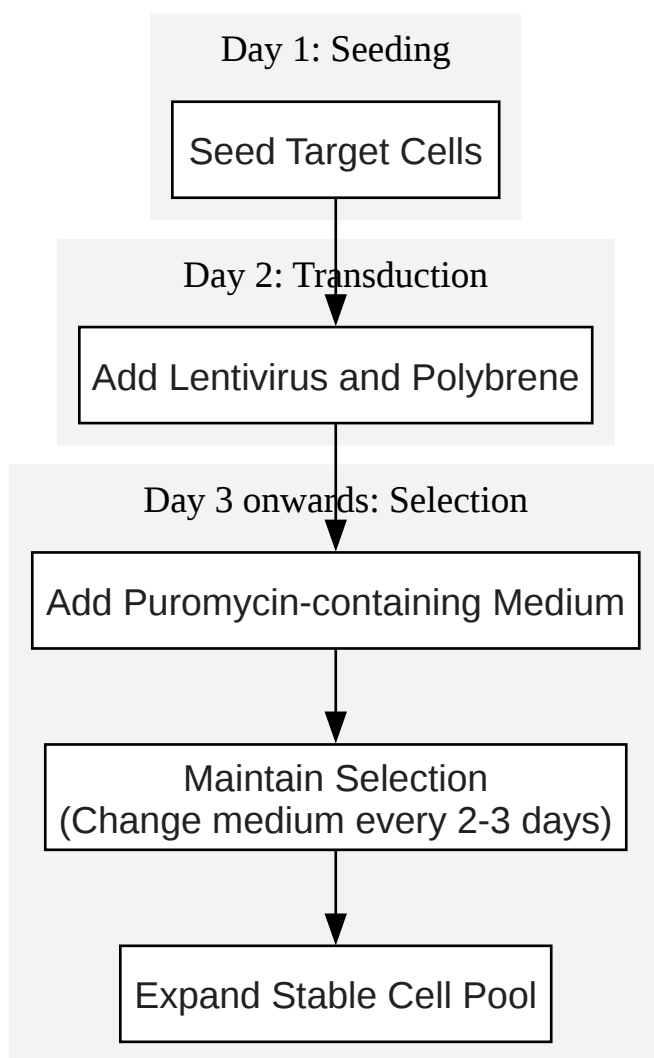 Day 1: Seeding
Seed Target Cells
Day 2: Transduction
Add Lentivirus and Polybrene
Day 3 onwards: Selection
Add Puromycin-containing Medium
Maintain Selection
(Change medium every 2-3 days)
Expand Stable Cell Pool